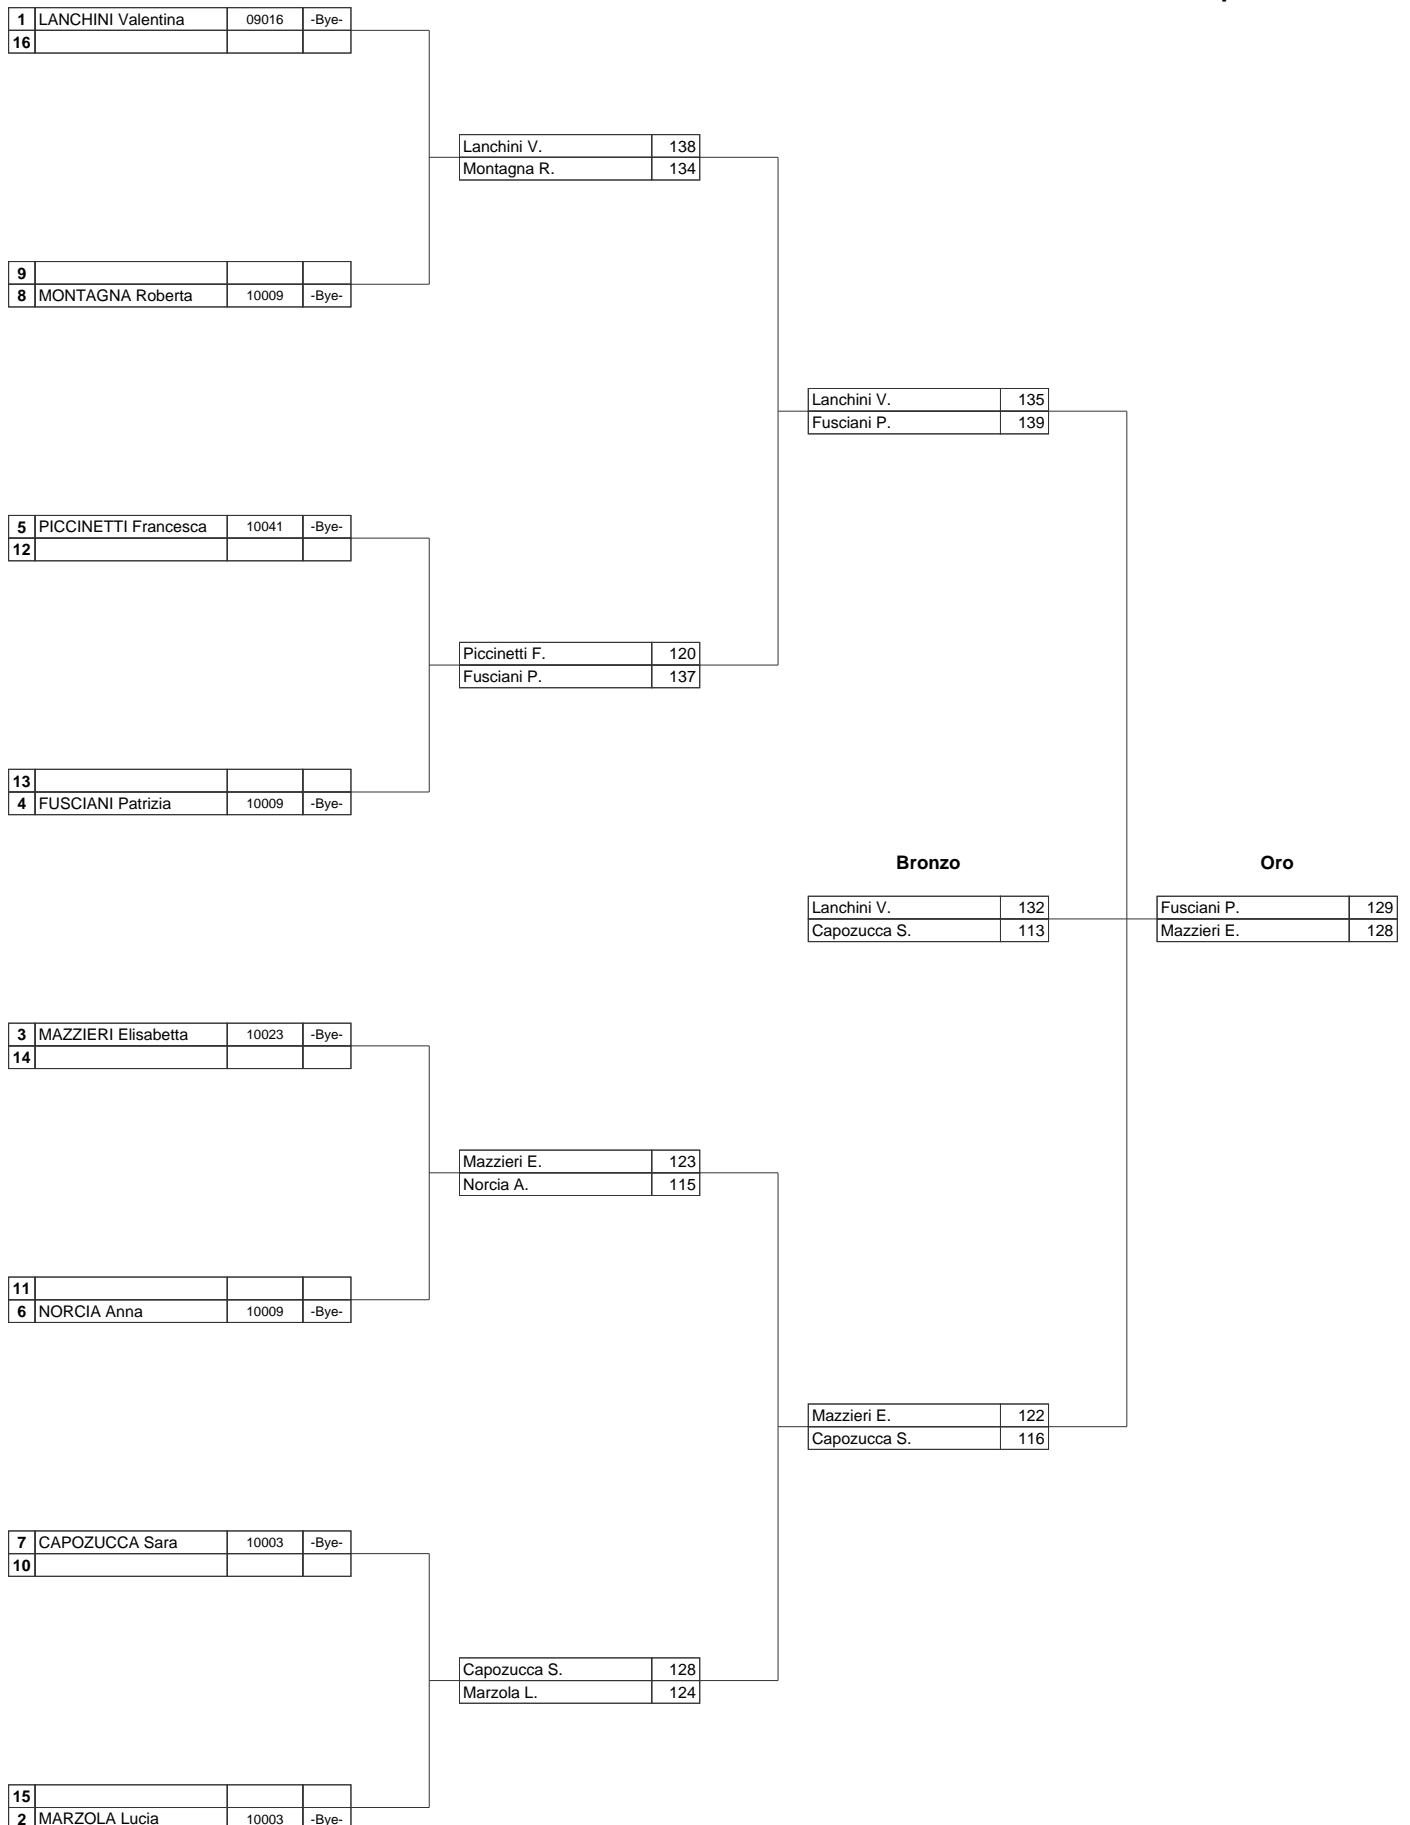 1 LANCHINI Valentina 09016 -Bye-
16
Lanchini V. 138
Montagna R. 134
9
8 MONTAGNA Roberta 10009 -Bye-
Lanchini V. 135
Fusciani P. 139
5 PICCINETTI Francesca 10041 -Bye-
12
Piccinetti F. 120
Fusciani P. 137
13
4 FUSCIANI Patrizia 10009 -Bye-
Bronzo Oro
Lanchini V. 132 Fusciani P. 129
Capozucca S. 113 Mazzieri E. 128
3 MAZZIERI Elisabetta 10023 -Bye-
14
Mazzieri E. 123
Norcia A. 115
11
6 NORCIA Anna 10009 -Bye-
Mazzieri E. 122
Capozucca S. 116
7 CAPOZUCCA Sara 10003 -Bye-
10
Capozucca S. 128
Marzola L. 124
15
2 MARZOLA Lucia 10003 -Bye-